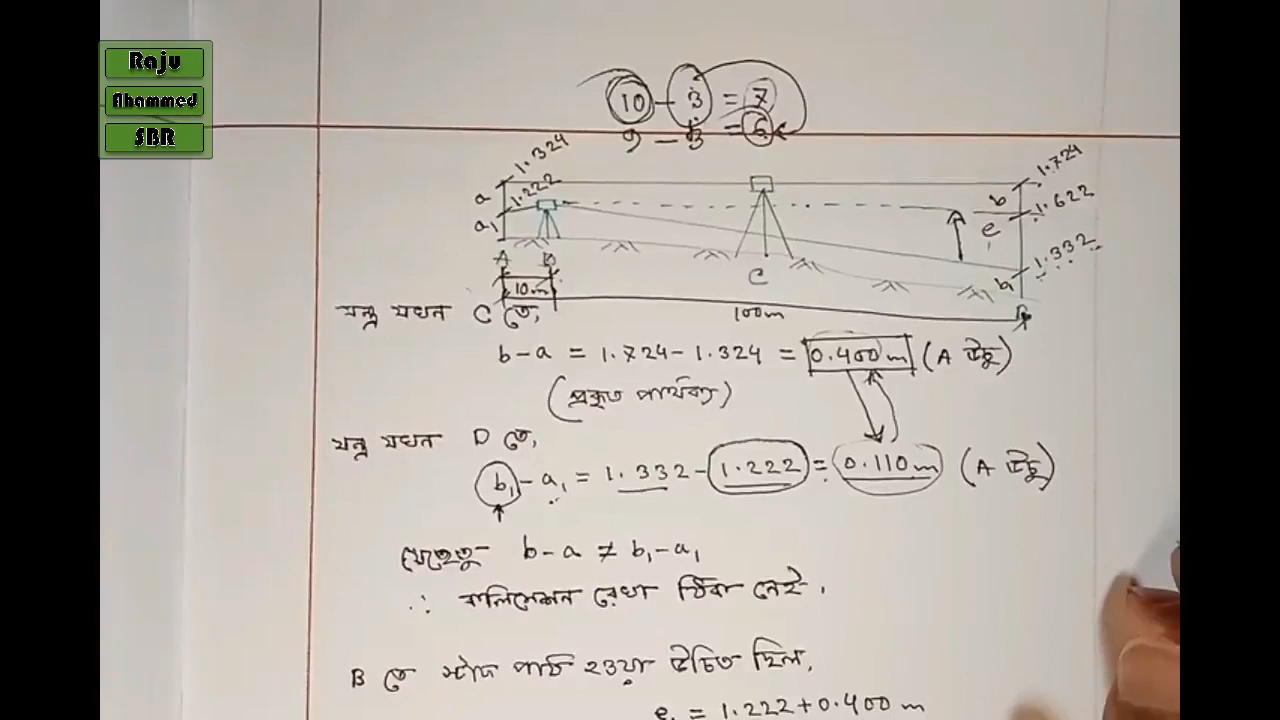 Raju
Ahammed
SBR
10 - 3 = 7
9 - 3 = 6
1.324
1.724
a
1.222
b
1.622
a₁
e
1.332
b₁
A
D
C
B
10m
100m
যন্ত্র যখন C তে,
b - a = 1.724 - 1.324 = 0.400 m (A উঁচু)
(প্রকৃত পার্থক্য)
যন্ত্র যখন D তে,
b₁ - a₁ = 1.332 - 1.222 = 0.110 m (A উঁচু)
যেহেতু b - a ≠ b₁ - a₁
∴ কলিমেশন রেখা ঠিক নেই.
B তে স্টাফ পাঠ হওয়া উচিত ছিল,
e = 1.222 + 0.400 m